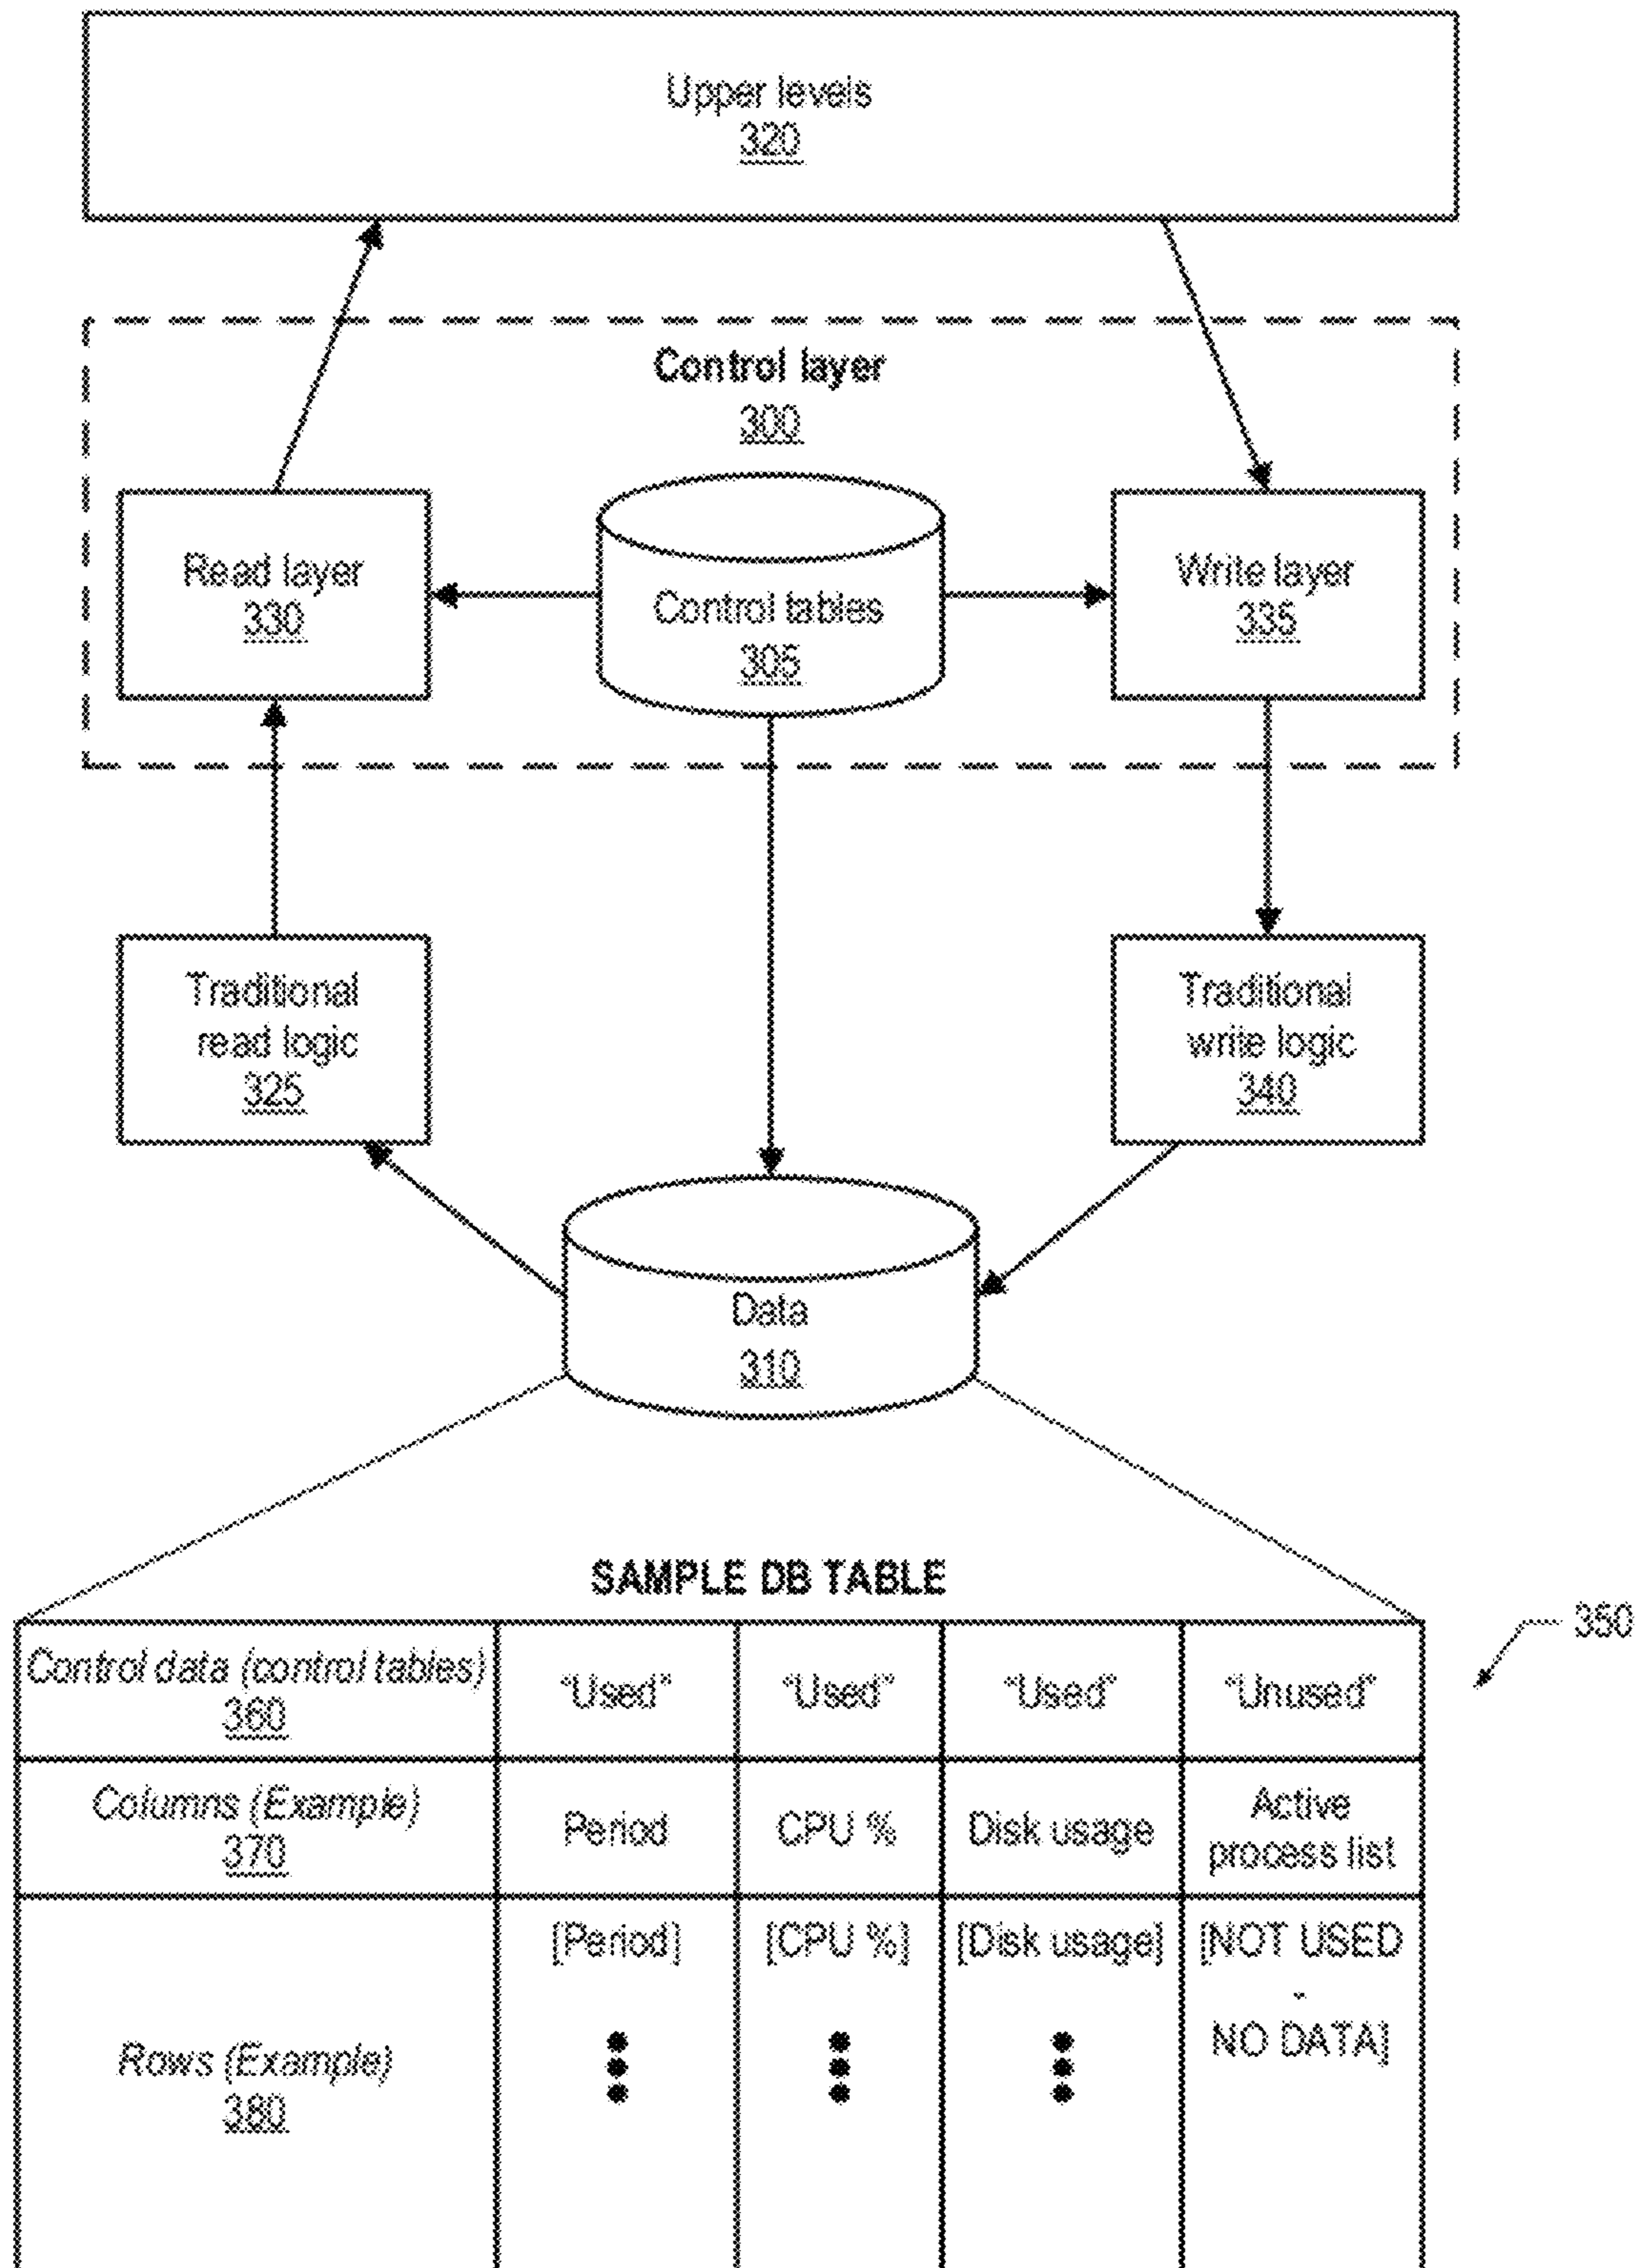 Upper levels
320
Control layer
300
Read layer
330
Control tables
305
Write layer
335
Traditional
read logic
325
Traditional
write logic
340
Data
310
SAMPLE DB TABLE
350
Control data (control tables)
360
"Used"
"Used"
"Used"
"Unused"
Columns (Example)
370
Period
CPU %
Disk usage
Active
process list
Rows (Example)
380
[Period]
[CPU %]
[Disk usage]
[NOT USED
-
NO DATA]